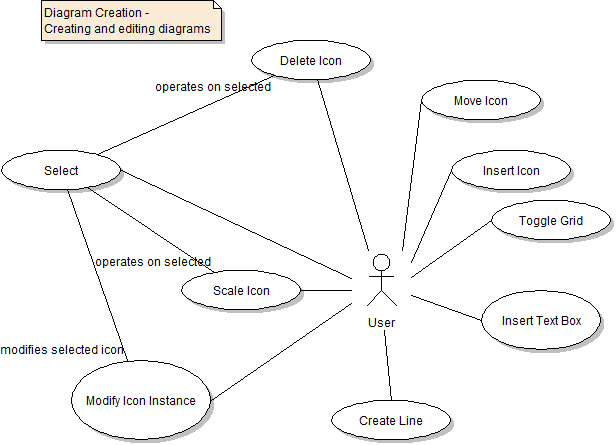 Diagram Creation -
Creating and editing diagrams
Delete Icon
operates on selected
Move Icon
Select
Insert Icon
Toggle Grid
operates on selected
Scale Icon
User
Insert Text Box
modifies selected icon
Modify Icon Instance
Create Line